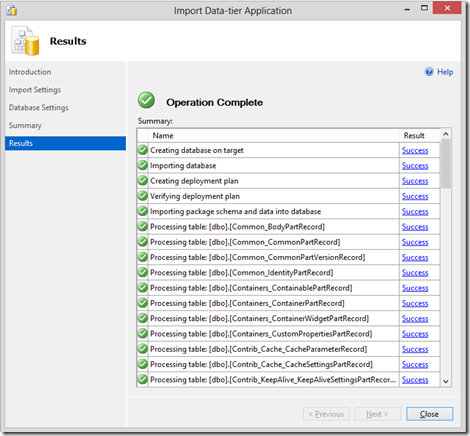 Import Data-tier Application
Results
Introduction
Import Settings
Database Settings
Summary
Results
Help
Operation Complete
Summary:
Name Result
Creating database on target Success
Importing database Success
Creating deployment plan Success
Verifying deployment plan Success
Importing package schema and data into database Success
Processing table: [dbo].[Common_BodyPartRecord] Success
Processing table: [dbo].[Common_CommonPartRecord] Success
Processing table: [dbo].[Common_CommonPartVersionRecord] Success
Processing table: [dbo].[Common_IdentityPartRecord] Success
Processing table: [dbo].[Containers_ContainablePartRecord] Success
Processing table: [dbo].[Containers_ContainerPartRecord] Success
Processing table: [dbo].[Containers_ContainerWidgetPartRecord] Success
Processing table: [dbo].[Containers_CustomPropertiesPartRecord] Success
Processing table: [dbo].[Contrib_Cache_CacheParameterRecord] Success
Processing table: [dbo].[Contrib_Cache_CacheSettingsPartRecord] Success
Processing table: [dbo].[Contrib_KeepAlive_KeepAliveSettingsPartRecor... Success
< Previous Next > Close